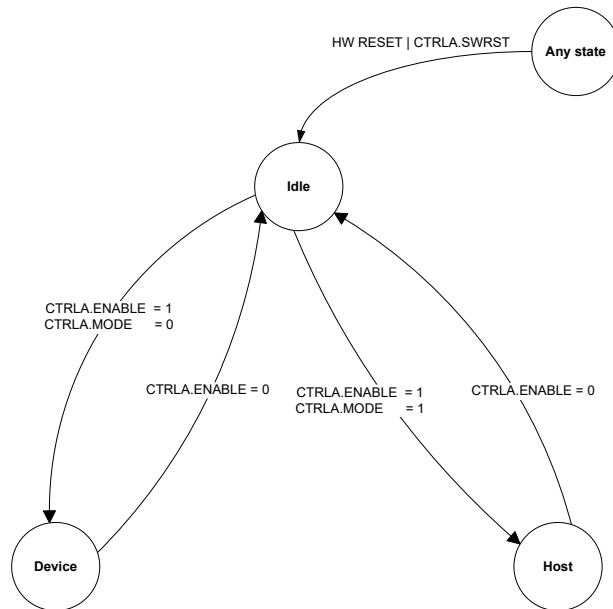 HW RESET | CTRLA.SWRST
Any state
Idle
CTRLA.ENABLE = 1
CTRLA.MODE = 0
CTRLA.ENABLE = 0
CTRLA.ENABLE = 1
CTRLA.MODE = 1
CTRLA.ENABLE = 0
Device
Host